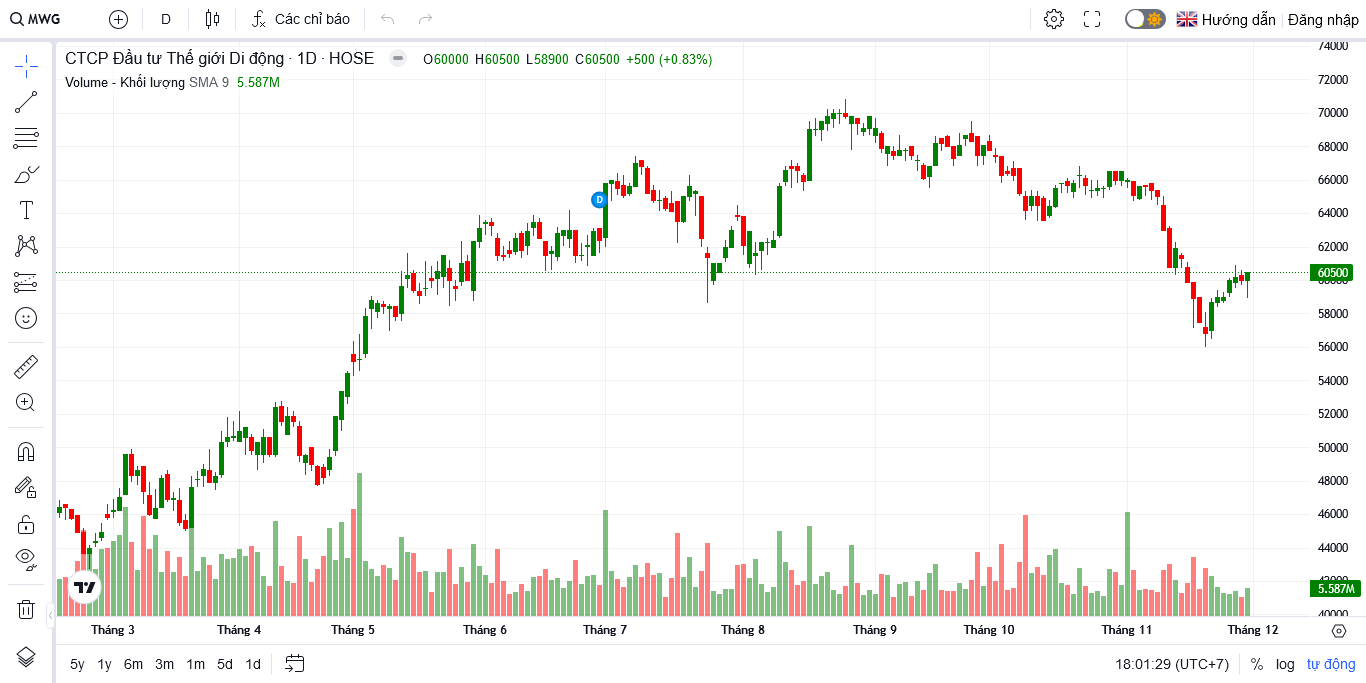 MWG D Các chỉ báo Hướng dẫn Đăng nhập
CTCP Đầu tư Thế giới Di động · 1D · HOSE O60000 H60500 L58900 C60500 +500 (+0.83%)
Volume - Khối lượng SMA 9 5.587M
74000
72000
70000
68000
66000
D
64000
62000
60500
60000
58000
56000
54000
52000
50000
48000
46000
44000
42000
5.587M
40000
Tháng 3 Tháng 4 Tháng 5 Tháng 6 Tháng 7 Tháng 8 Tháng 9 Tháng 10 Tháng 11 Tháng 12
5y 1y 6m 3m 1m 5d 1d 18:01:29 (UTC+7) % log tự động